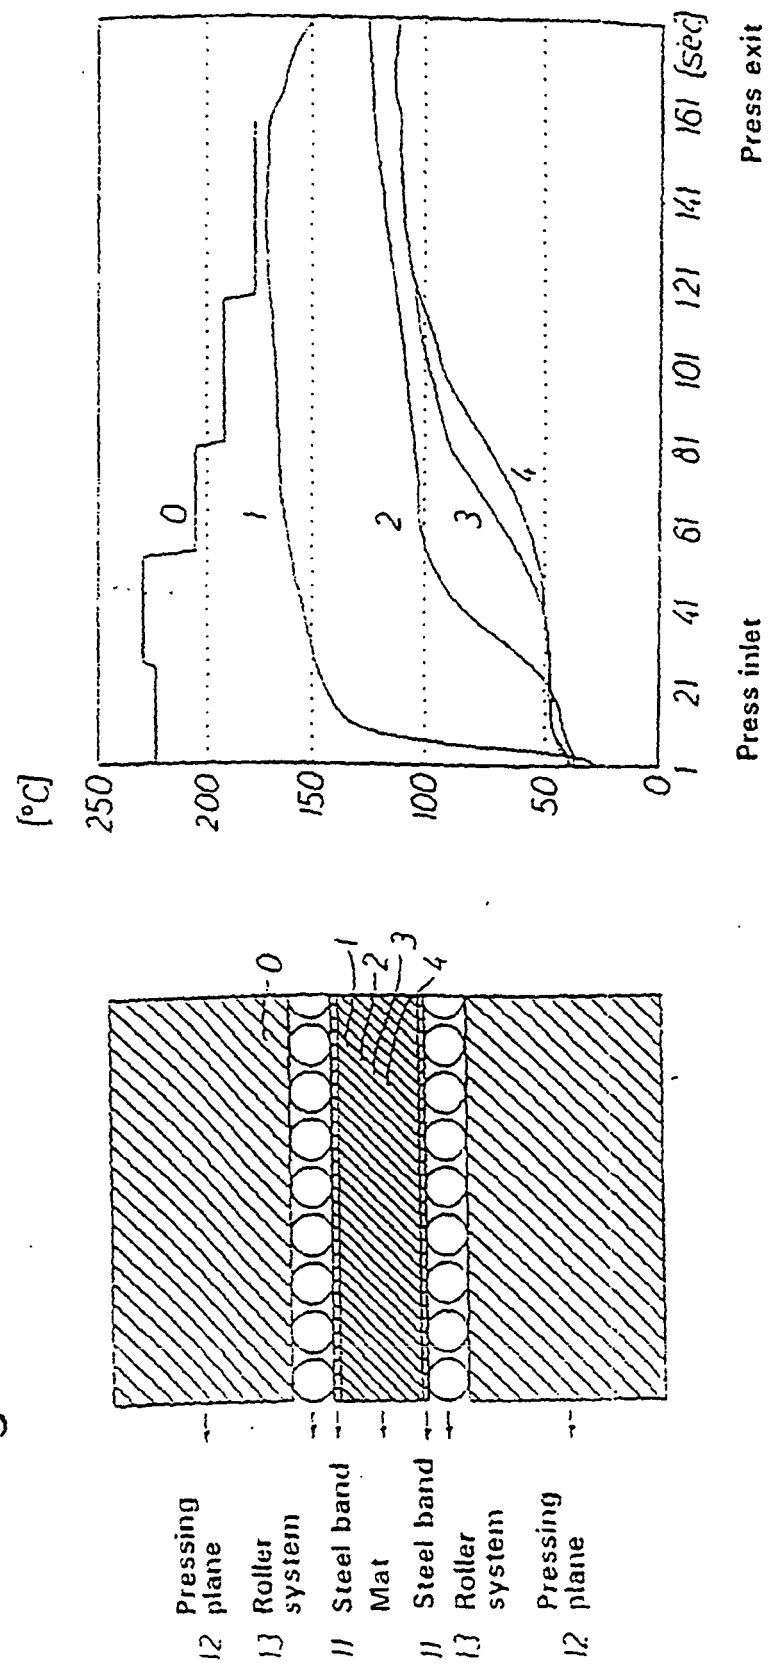 12 Pressing
plane
13 Roller
system
11 Steel band
Mat
11 Steel band
13 Roller
system
12 Pressing
plane
0
1
2
3
4
[°C]
250
200
150
100
50
0
0
1
2
3
4
1 21 41 61 81 101 121 141 161 [sec]
Press inlet Press exit